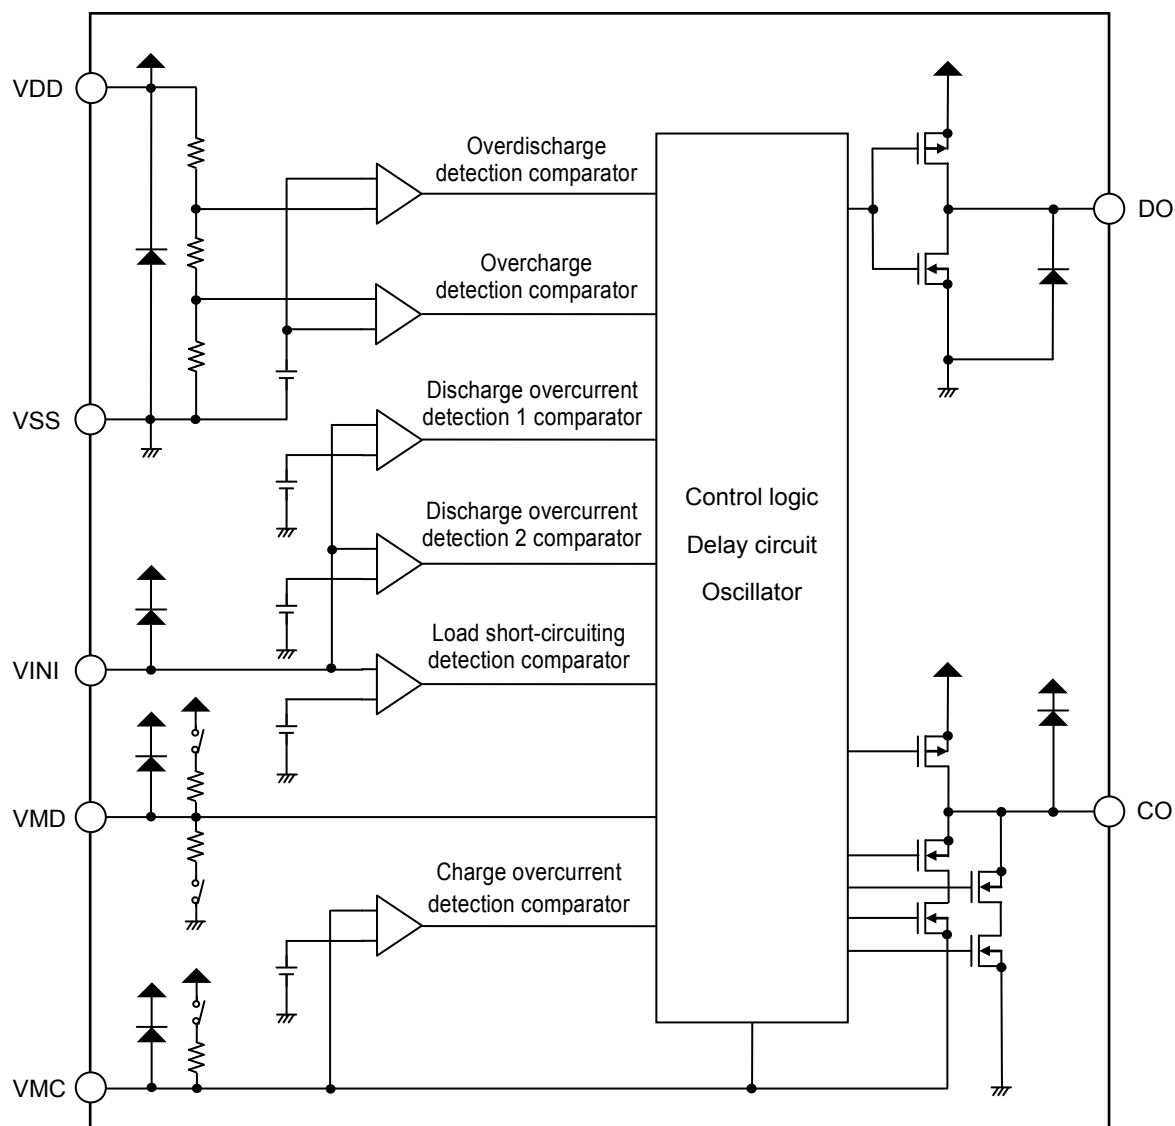 VDD
Overdischarge
detection comparator
DO
Overcharge
detection comparator
VSS
Discharge overcurrent
detection 1 comparator
Control logic
Delay circuit
Oscillator
Discharge overcurrent
detection 2 comparator
VINI
Load short-circuiting
detection comparator
VMD
CO
Charge overcurrent
detection comparator
VMC